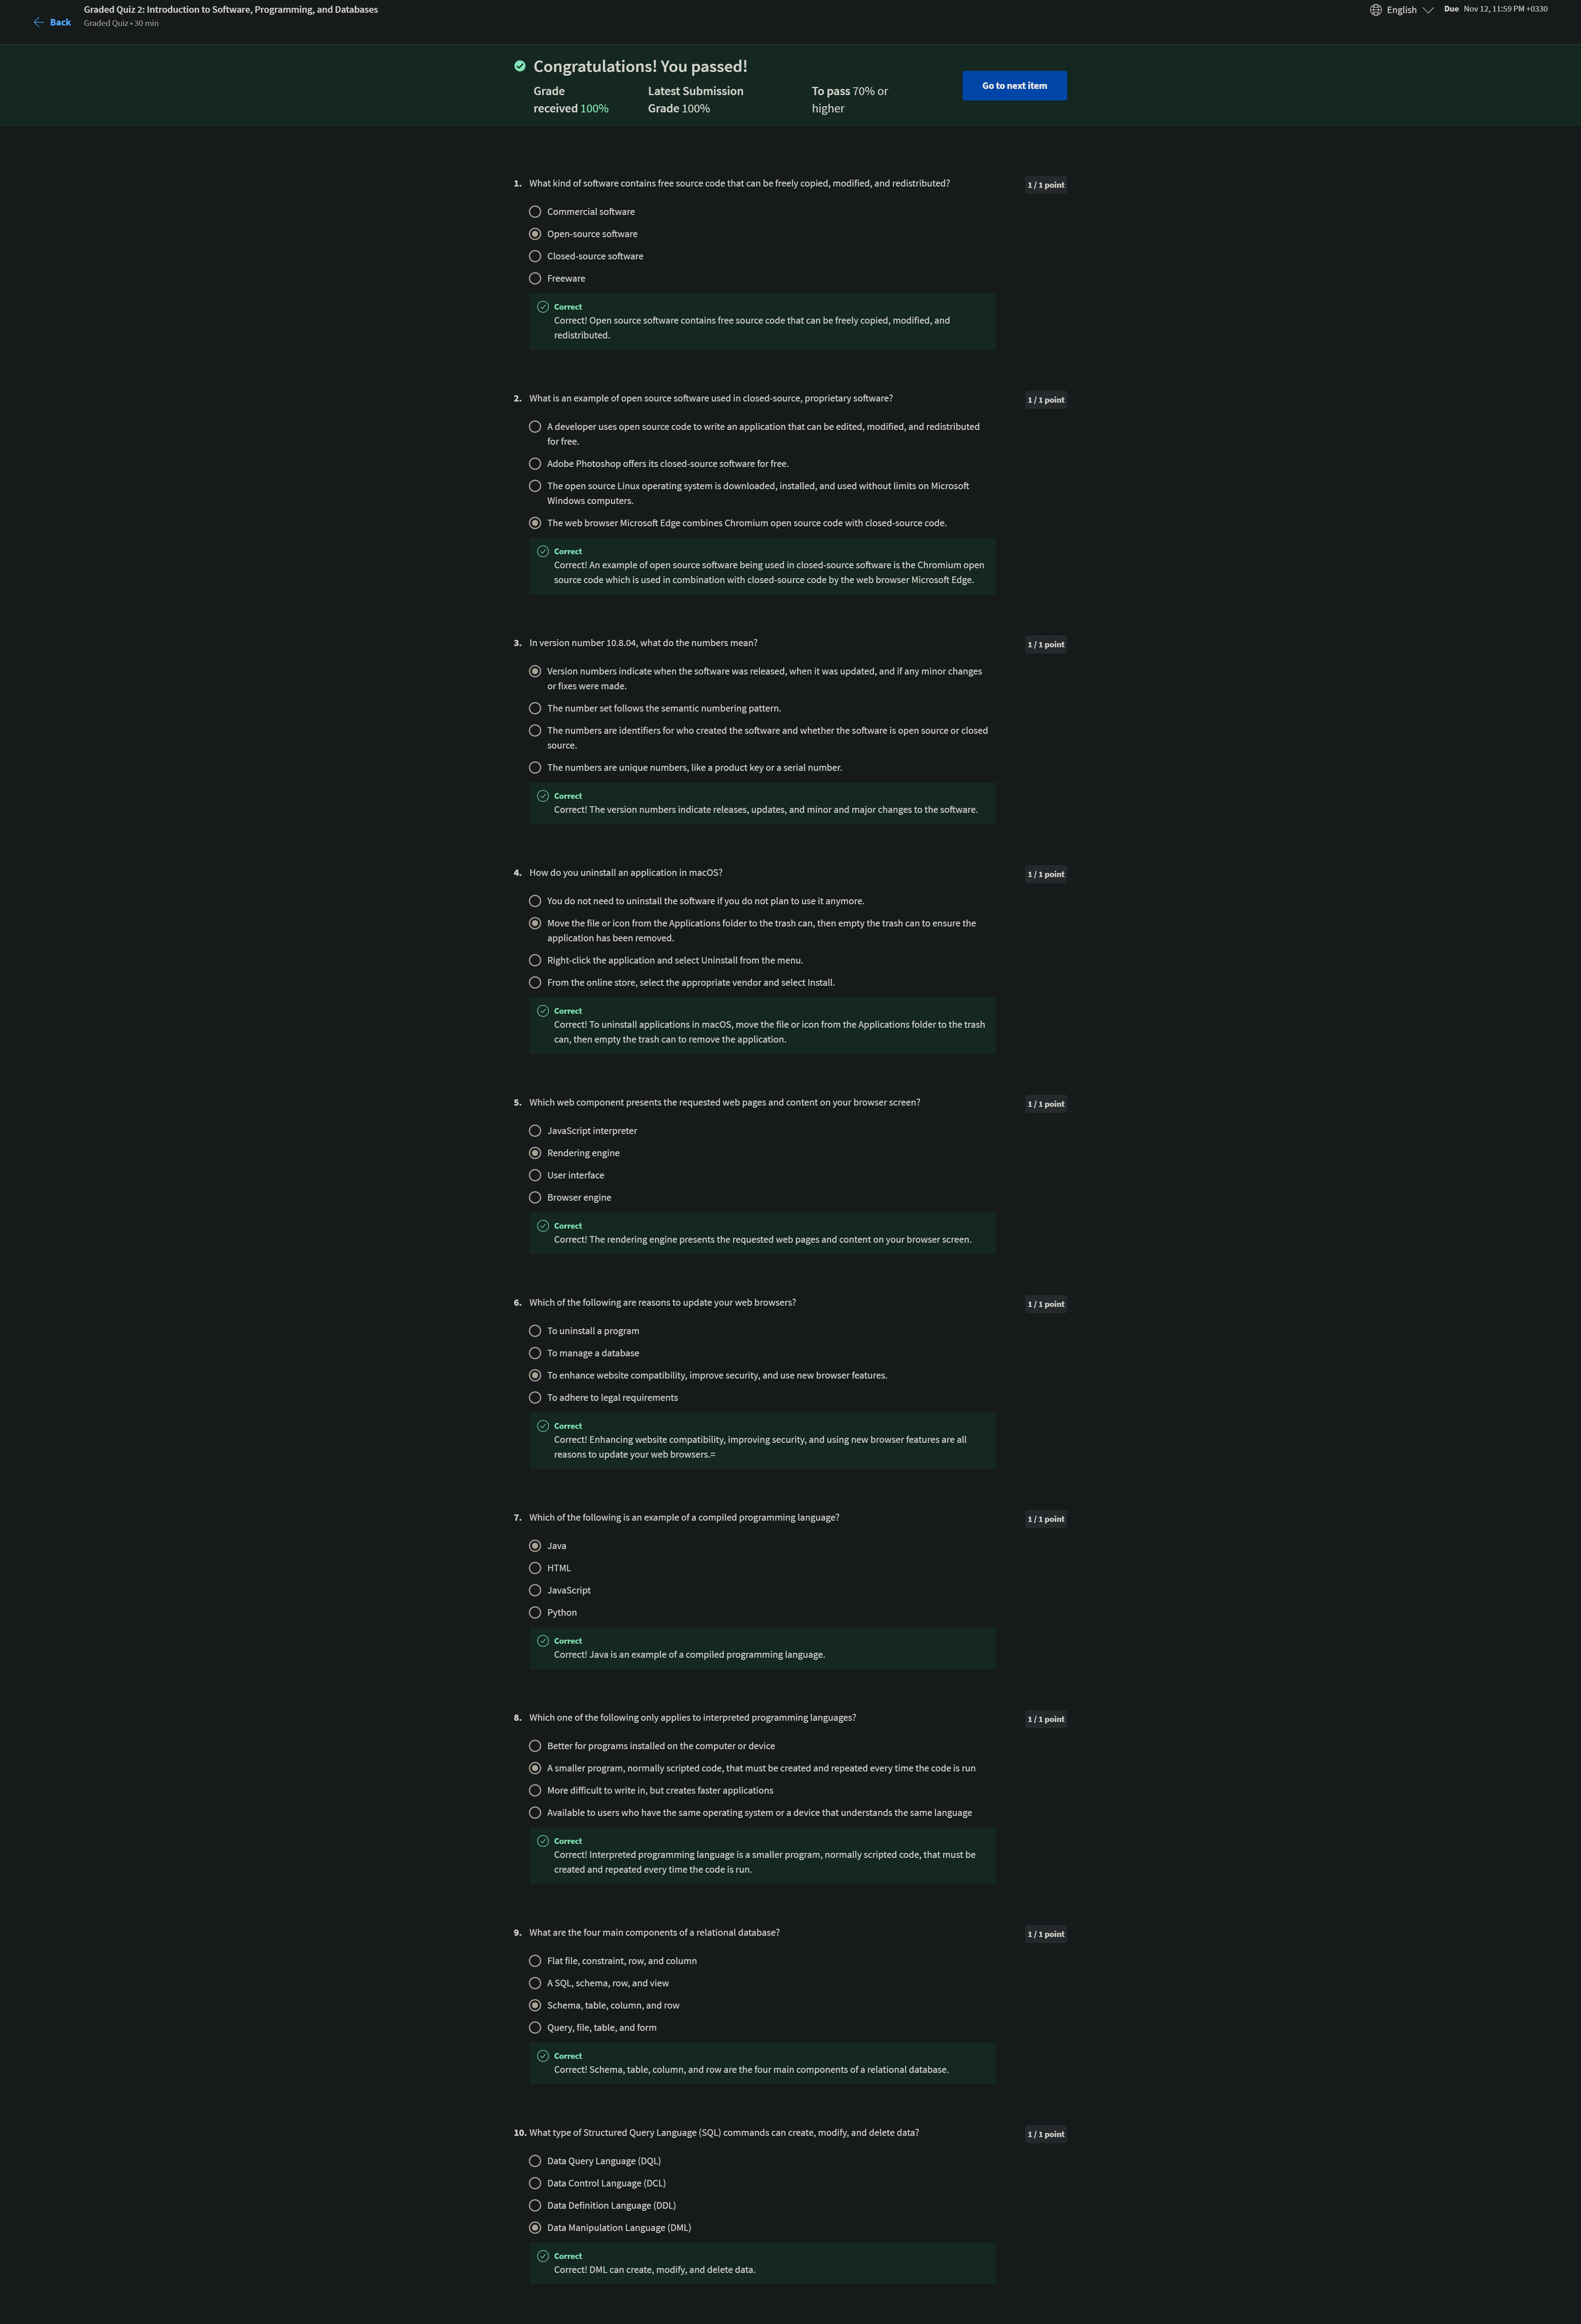 Graded Quiz 2: Introduction to Software, Programming, and Databases
Back
Graded Quiz • 30 min
English
Due Nov 12, 11:59 PM +0330
Congratulations! You passed!
Grade
received 100%
Latest Submission
Grade 100%
To pass 70% or
higher
Go to next item
1. What kind of software contains free source code that can be freely copied, modified, and redistributed?
1 / 1 point
Commercial software
Open-source software
Closed-source software
Freeware
Correct
Correct! Open source software contains free source code that can be freely copied, modified, and
redistributed.
2. What is an example of open source software used in closed-source, proprietary software?
1 / 1 point
A developer uses open source code to write an application that can be edited, modified, and redistributed
for free.
Adobe Photoshop offers its closed-source software for free.
The open source Linux operating system is downloaded, installed, and used without limits on Microsoft
Windows computers.
The web browser Microsoft Edge combines Chromium open source code with closed-source code.
Correct
Correct! An example of open source software being used in closed-source software is the Chromium open
source code which is used in combination with closed-source code by the web browser Microsoft Edge.
3. In version number 10.8.04, what do the numbers mean?
1 / 1 point
Version numbers indicate when the software was released, when it was updated, and if any minor changes
or fixes were made.
The number set follows the semantic numbering pattern.
The numbers are identifiers for who created the software and whether the software is open source or closed
source.
The numbers are unique numbers, like a product key or a serial number.
Correct
Correct! The version numbers indicate releases, updates, and minor and major changes to the software.
4. How do you uninstall an application in macOS?
1 / 1 point
You do not need to uninstall the software if you do not plan to use it anymore.
Move the file or icon from the Applications folder to the trash can, then empty the trash can to ensure the
application has been removed.
Right-click the application and select Uninstall from the menu.
From the online store, select the appropriate vendor and select Install.
Correct
Correct! To uninstall applications in macOS, move the file or icon from the Applications folder to the trash
can, then empty the trash can to remove the application.
5. Which web component presents the requested web pages and content on your browser screen?
1 / 1 point
JavaScript interpreter
Rendering engine
User interface
Browser engine
Correct
Correct! The rendering engine presents the requested web pages and content on your browser screen.
6. Which of the following are reasons to update your web browsers?
1 / 1 point
To uninstall a program
To manage a database
To enhance website compatibility, improve security, and use new browser features.
To adhere to legal requirements
Correct
Correct! Enhancing website compatibility, improving security, and using new browser features are all
reasons to update your web browsers.=
7. Which of the following is an example of a compiled programming language?
1 / 1 point
Java
HTML
JavaScript
Python
Correct
Correct! Java is an example of a compiled programming language.
8. Which one of the following only applies to interpreted programming languages?
1 / 1 point
Better for programs installed on the computer or device
A smaller program, normally scripted code, that must be created and repeated every time the code is run
More difficult to write in, but creates faster applications
Available to users who have the same operating system or a device that understands the same language
Correct
Correct! Interpreted programming language is a smaller program, normally scripted code, that must be
created and repeated every time the code is run.
9. What are the four main components of a relational database?
1 / 1 point
Flat file, constraint, row, and column
A SQL, schema, row, and view
Schema, table, column, and row
Query, file, table, and form
Correct
Correct! Schema, table, column, and row are the four main components of a relational database.
10. What type of Structured Query Language (SQL) commands can create, modify, and delete data?
1 / 1 point
Data Query Language (DQL)
Data Control Language (DCL)
Data Definition Language (DDL)
Data Manipulation Language (DML)
Correct
Correct! DML can create, modify, and delete data.